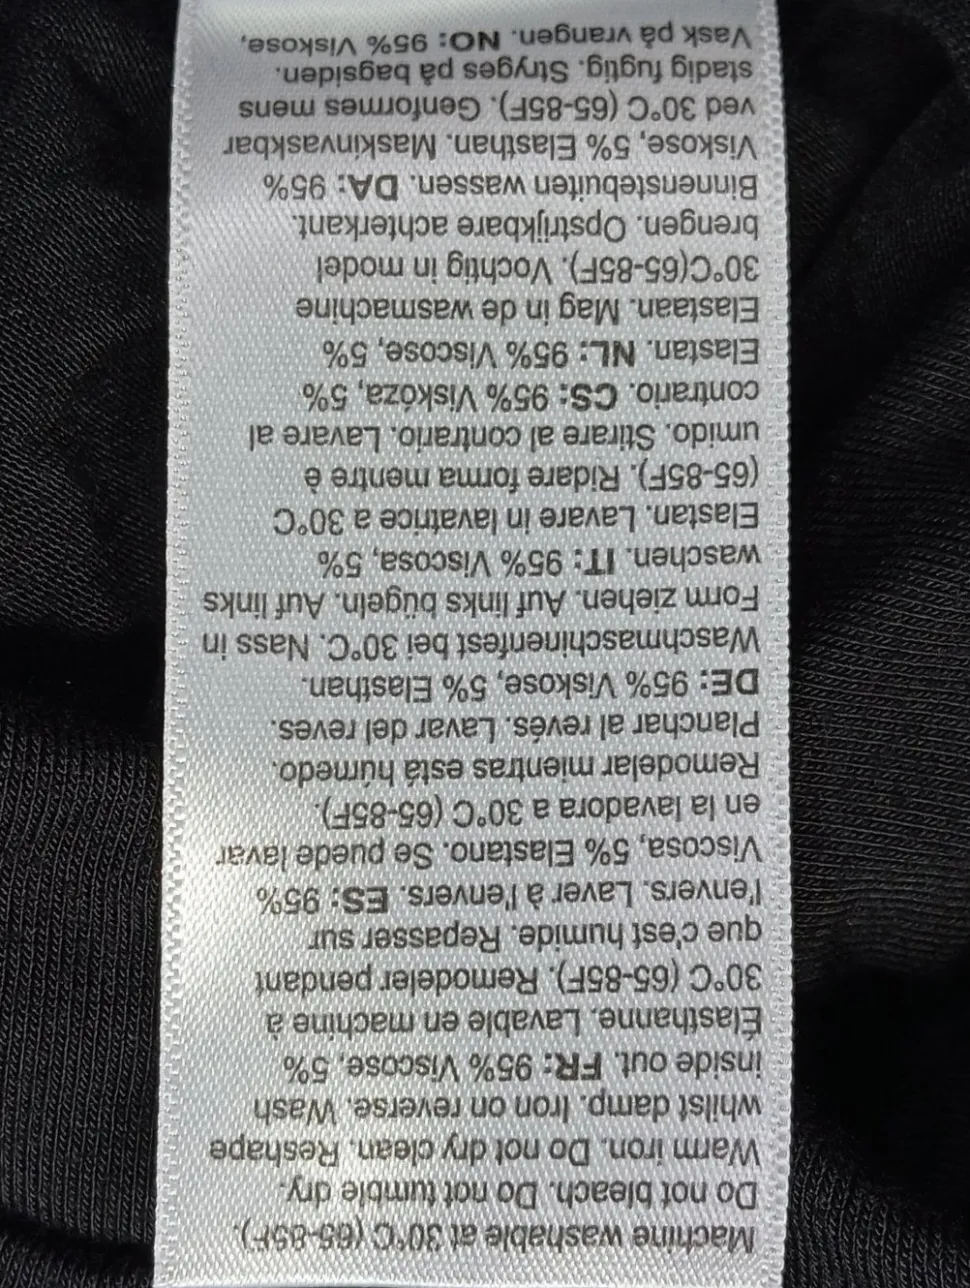 Machine washable at 30°C (65-85F).
Do not bleach. Do not tumble dry.
Warm iron. Do not dry clean. Reshape
whilst damp. Iron on reverse. Wash
inside out. FR: 95% Viscose, 5%
Élasthanne. Lavable en machine à
30°C (65-85F). Remodeler pendant
que c'est humide. Repasser sur
l'envers. Laver à l'envers. ES: 95%
Viscosa, 5% Elastano. Se puede lavar
en la lavadora a 30°C (65-85F).
Remodelar mientras está húmedo.
Planchar al revés. Lavar del reves.
DE: 95% Viskose, 5% Elasthan.
Waschmaschinenfest bei 30°C. Nass in
Form ziehen. Auf links bügeln. Auf links
waschen. IT: 95% Viscosa, 5%
Elastan. Lavare in lavatrice a 30°C
(65-85F). Ridare forma mentre è
umido. Stirare al contrario. Lavare al
contrario. CS: 95% Viskóza, 5%
Elastan. NL: 95% Viscose, 5%
Elastaan. Mag in de wasmachine
30°C(65-85F). Vochtig in model
brengen. Opstrijkbare achterkant.
Binnenstebuiten wassen. DA: 95%
Viskose, 5% Elasthan. Maskinvaskbar
ved 30°C (65-85F). Genformes mens
stadig fugtig. Stryges på bagsiden.
Vask på vrangen. NO: 95% Viskose,